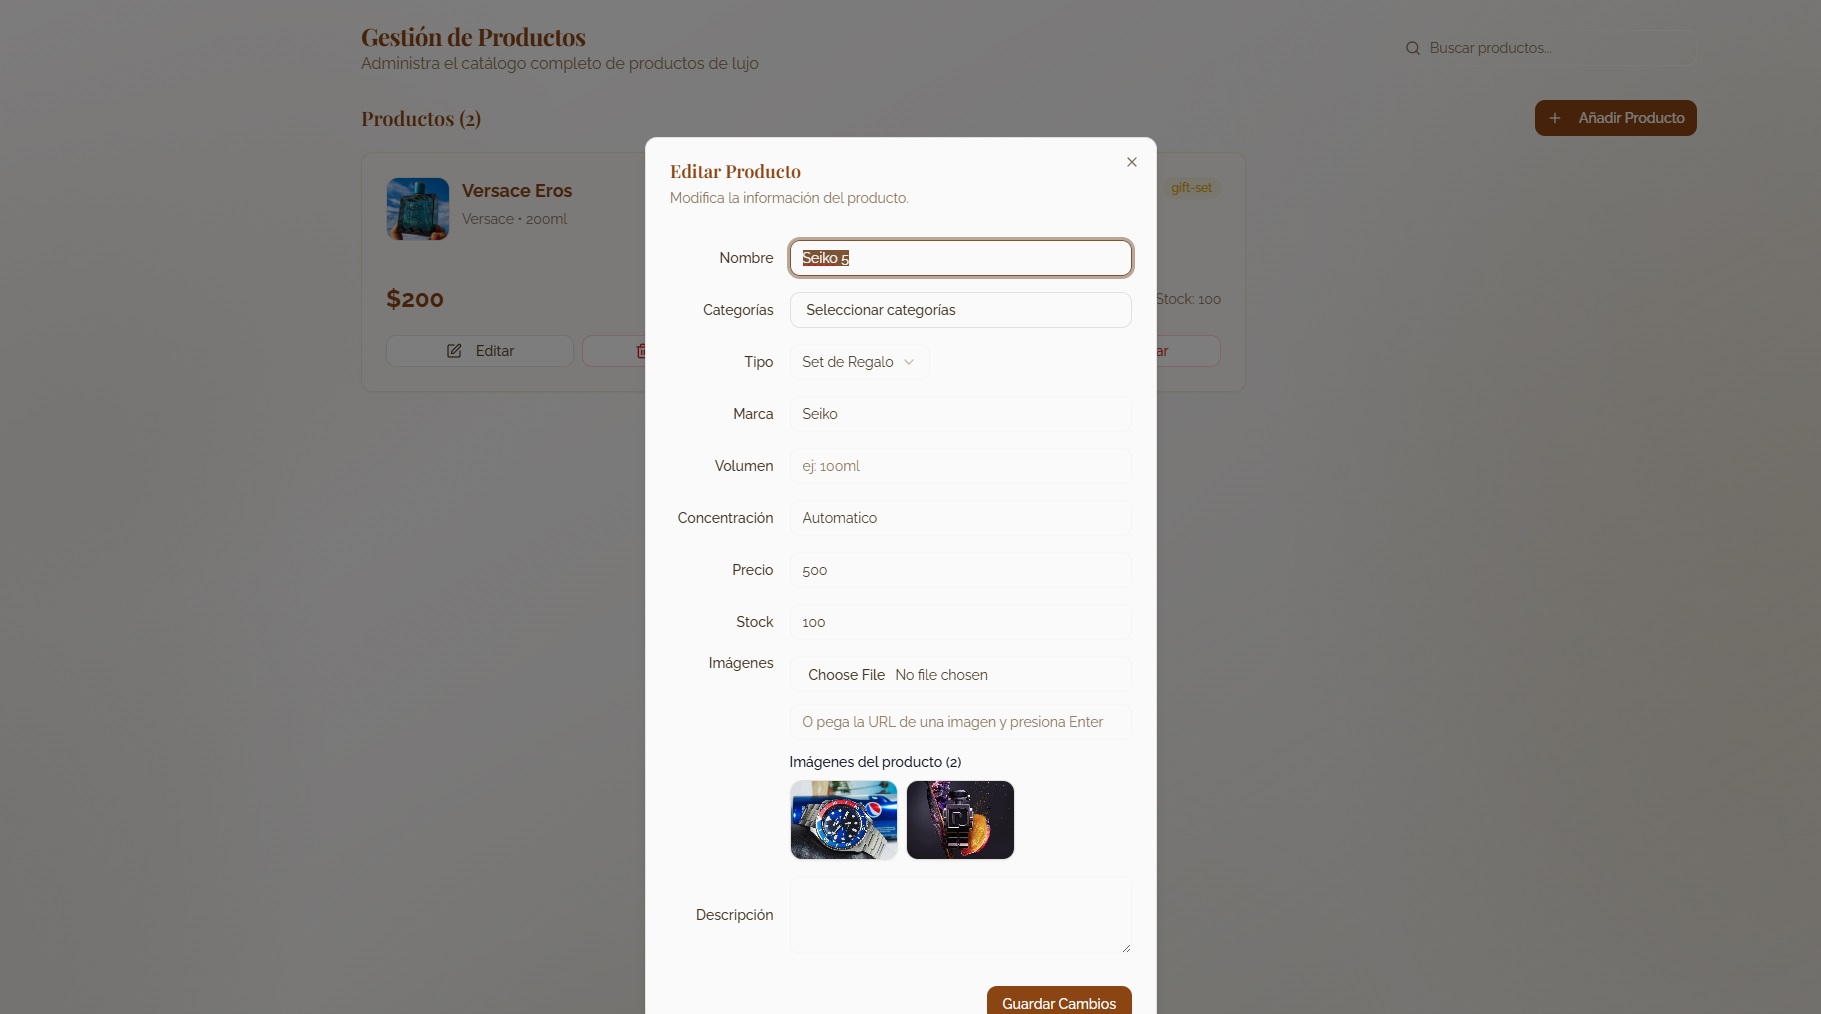 Gestión de Productos
Administra el catálogo completo de productos de lujo
Buscar productos...
Productos (2)
Añadir Producto
Versace Eros
Versace • 200ml
$200
Editar
gift-set
Stock: 100
ar
Editar Producto
Modifica la información del producto.
Nombre Seiko 5
Categorías Seleccionar categorías
Tipo Set de Regalo
Marca Seiko
Volumen ej: 100ml
Concentración Automatico
Precio 500
Stock 100
Imágenes Choose File No file chosen
O pega la URL de una imagen y presiona Enter
Imágenes del producto (2)
Descripción
Guardar Cambios